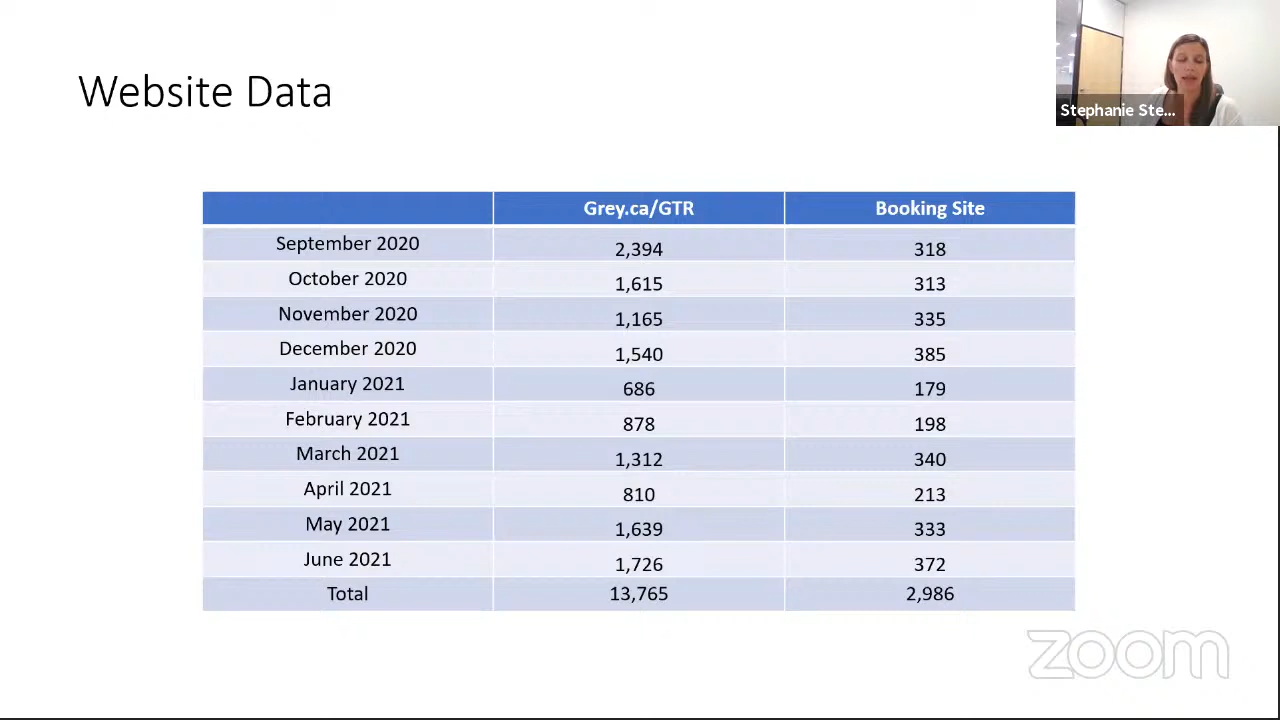 Website Data
Stephanie Ste...
Grey.ca/GTR Booking Site
September 2020 2,394 318
October 2020 1,615 313
November 2020 1,165 335
December 2020 1,540 385
January 2021 686 179
February 2021 878 198
March 2021 1,312 340
April 2021 810 213
May 2021 1,639 333
June 2021 1,726 372
Total 13,765 2,986
zoom